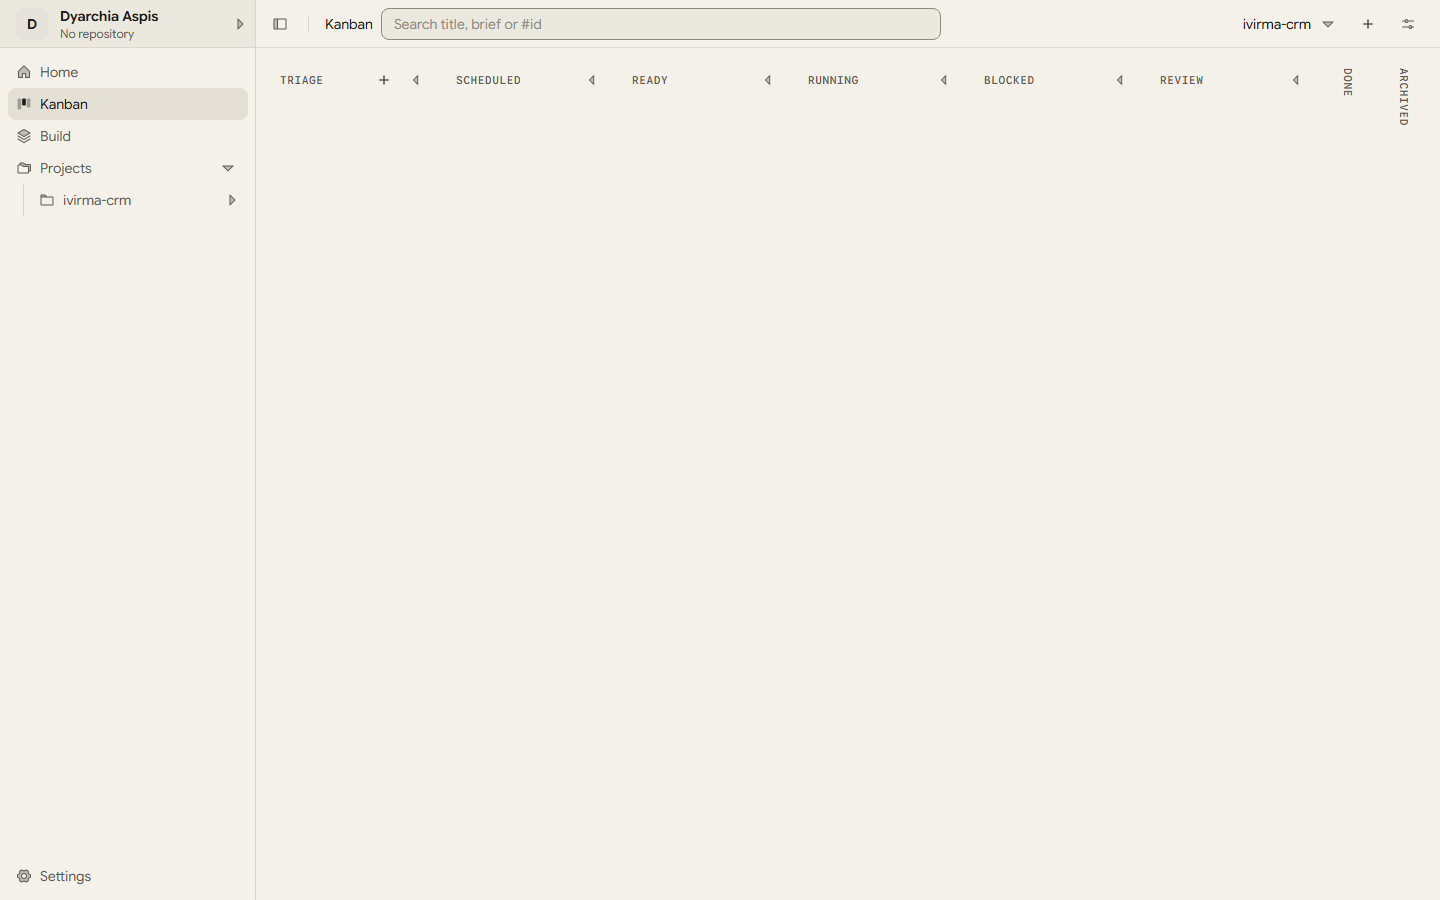 D
Dyarchia Aspis
No repository
Home
Kanban
Build
Projects
ivirma-crm
Settings
Kanban
Search title, brief or #id
ivirma-crm
TRIAGE
SCHEDULED
READY
RUNNING
BLOCKED
REVIEW
DONE
ARCHIVED